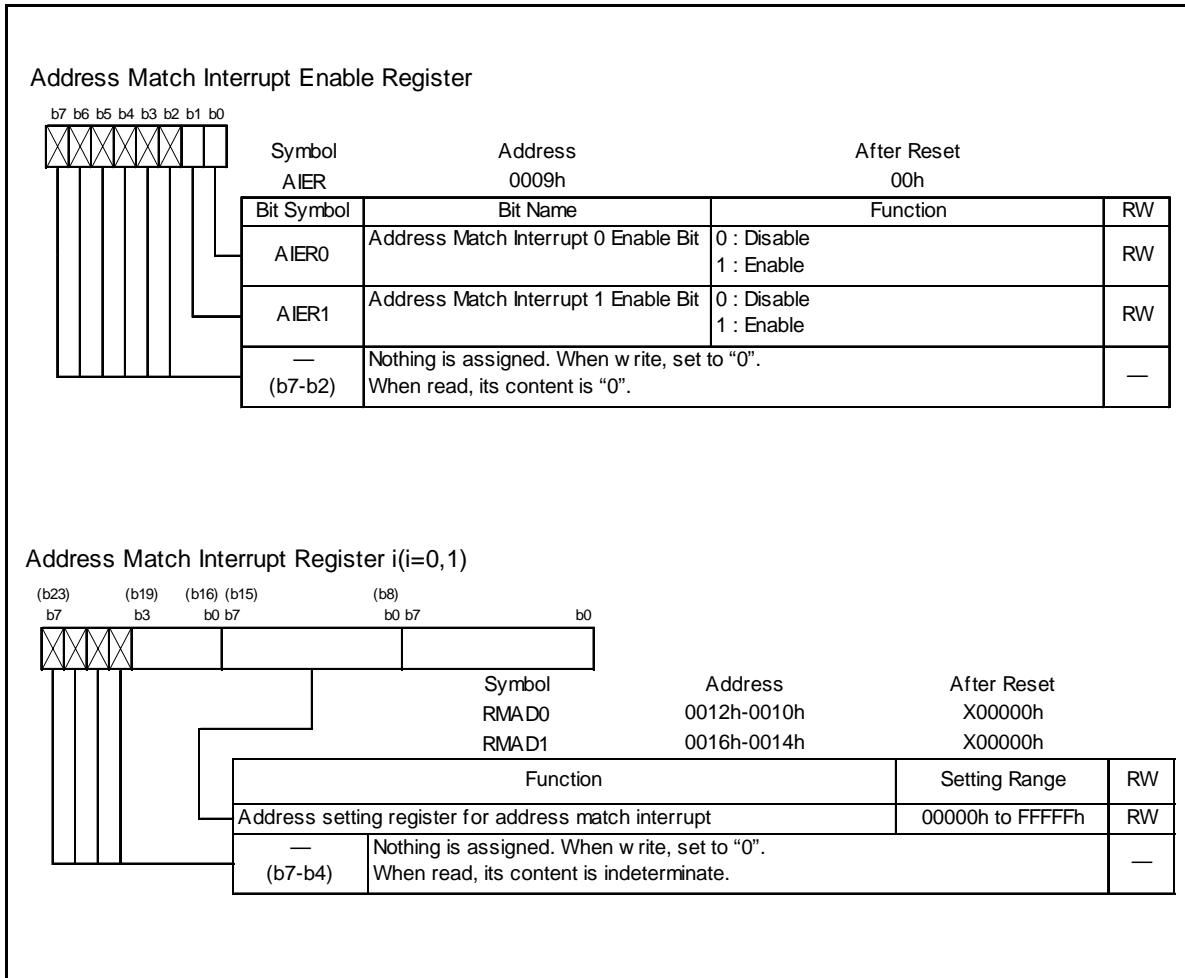 Address Match Interrupt Enable Register
b7 b6 b5 b4 b3 b2 b1 b0
Symbol Address After Reset
AIER 0009h 00h
Bit Symbol Bit Name Function RW
AIER0 Address Match Interrupt 0 Enable Bit 0 : Disable
1 : Enable RW
AIER1 Address Match Interrupt 1 Enable Bit 0 : Disable
1 : Enable RW
— Nothing is assigned. When write, set to “0”.
(b7-b2) When read, its content is “0”. —
Address Match Interrupt Register i(i=0,1)
(b23) (b19) (b16) (b15) (b8)
b7 b3 b0 b7 b0 b7 b0
Symbol Address After Reset
RMAD0 0012h-0010h X00000h
RMAD1 0016h-0014h X00000h
Function Setting Range RW
Address setting register for address match interrupt 00000h to FFFFFh RW
— Nothing is assigned. When write, set to “0”.
(b7-b4) When read, its content is indeterminate. —